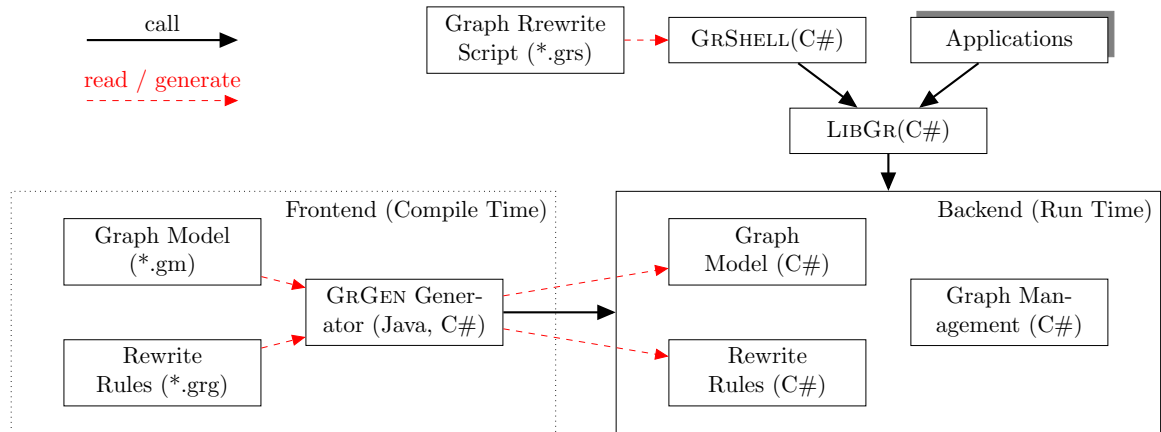 call
read / generate
Graph Rrewrite
Script (*.grs)
GRSHELL(C#)
Applications
LIBGR(C#)
Frontend (Compile Time)
Graph Model
(*.gm)
GRGEN Gener-
ator (Java, C#)
Rewrite
Rules (*.grg)
Backend (Run Time)
Graph
Model (C#)
Graph Man-
agement (C#)
Rewrite
Rules (C#)